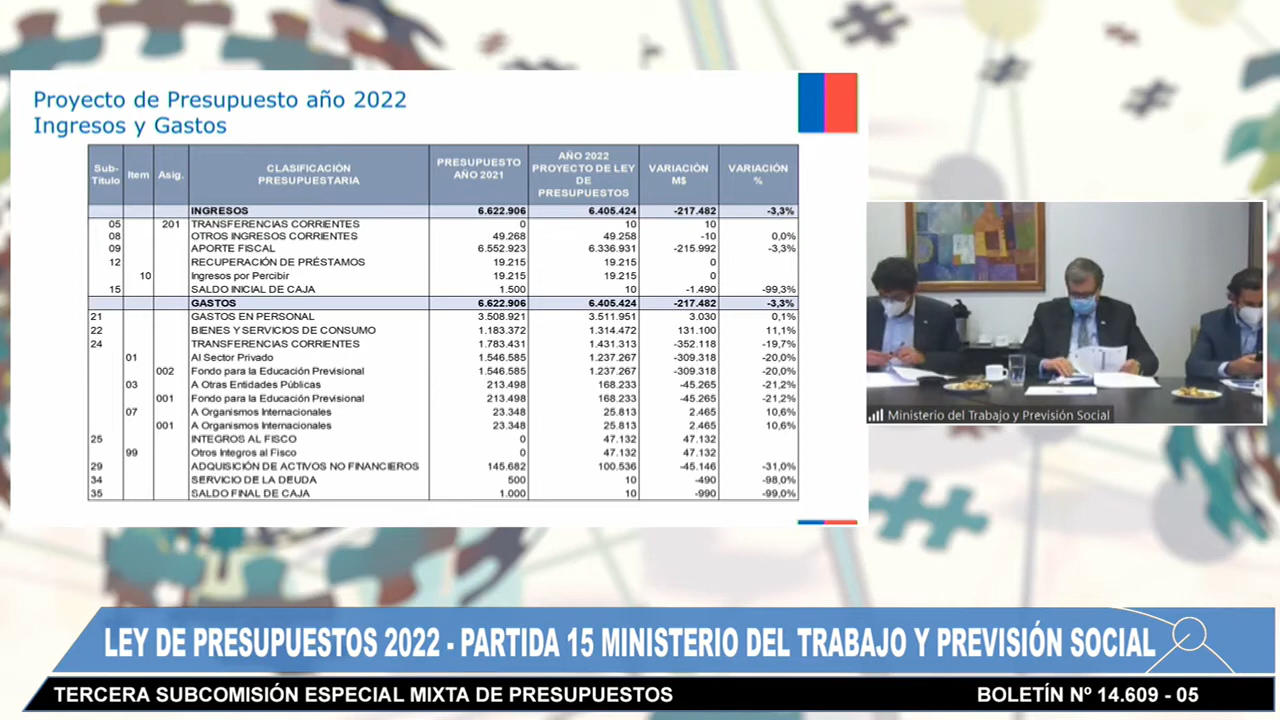 Proyecto de Presupuesto año 2022
Ingresos y Gastos
Sub-Titulo Item Asig. CLASIFICACIÓN PRESUPUESTARIA PRESUPUESTO AÑO 2021 AÑO 2022 PROYECTO DE LEY DE PRESUPUESTOS VARIACIÓN M$ VARIACIÓN %
INGRESOS 6.622.906 6.405.424 -217.482 -3,3%
05 201 TRANSFERENCIAS CORRIENTES 0 10 10
08 OTROS INGRESOS CORRIENTES 49.268 49.258 -10 0,0%
09 APORTE FISCAL 6.552.923 6.336.931 -215.992 -3,3%
12 RECUPERACIÓN DE PRÉSTAMOS 19.215 19.215 0
10 Ingresos por Percibir 19.215 19.215 0
15 SALDO INICIAL DE CAJA 1.500 10 -1.490 -99,3%
GASTOS 6.622.906 6.405.424 -217.482 -3,3%
21 GASTOS EN PERSONAL 3.508.921 3.511.951 3.030 0,1%
22 BIENES Y SERVICIOS DE CONSUMO 1.183.372 1.314.472 131.100 11,1%
24 TRANSFERENCIAS CORRIENTES 1.783.431 1.431.313 -352.118 -19,7%
01 Al Sector Privado 1.546.585 1.237.267 -309.318 -20,0%
002 Fondo para la Educación Previsional 1.546.585 1.237.267 -309.318 -20,0%
03 A Otras Entidades Públicas 213.498 168.233 -45.265 -21,2%
001 Fondo para la Educación Previsional 213.498 168.233 -45.265 -21,2%
07 A Organismos Internacionales 23.348 25.813 2.465 10,6%
001 A Organismos Internacionales 23.348 25.813 2.465 10,6%
25 INTEGROS AL FISCO 0 47.132 47.132
99 Otros Integros al Fisco 0 47.132 47.132
29 ADQUISICIÓN DE ACTIVOS NO FINANCIEROS 145.682 100.536 -45.146 -31,0%
34 SERVICIO DE LA DEUDA 500 10 -490 -98,0%
35 SALDO FINAL DE CAJA 1.000 10 -990 -99,0%
Ministerio del Trabajo y Previsión Social
LEY DE PRESUPUESTOS 2022 - PARTIDA 15 MINISTERIO DEL TRABAJO Y PREVISIÓN SOCIAL
TERCERA SUBCOMISIÓN ESPECIAL MIXTA DE PRESUPUESTOS BOLETÍN Nº 14.609 - 05